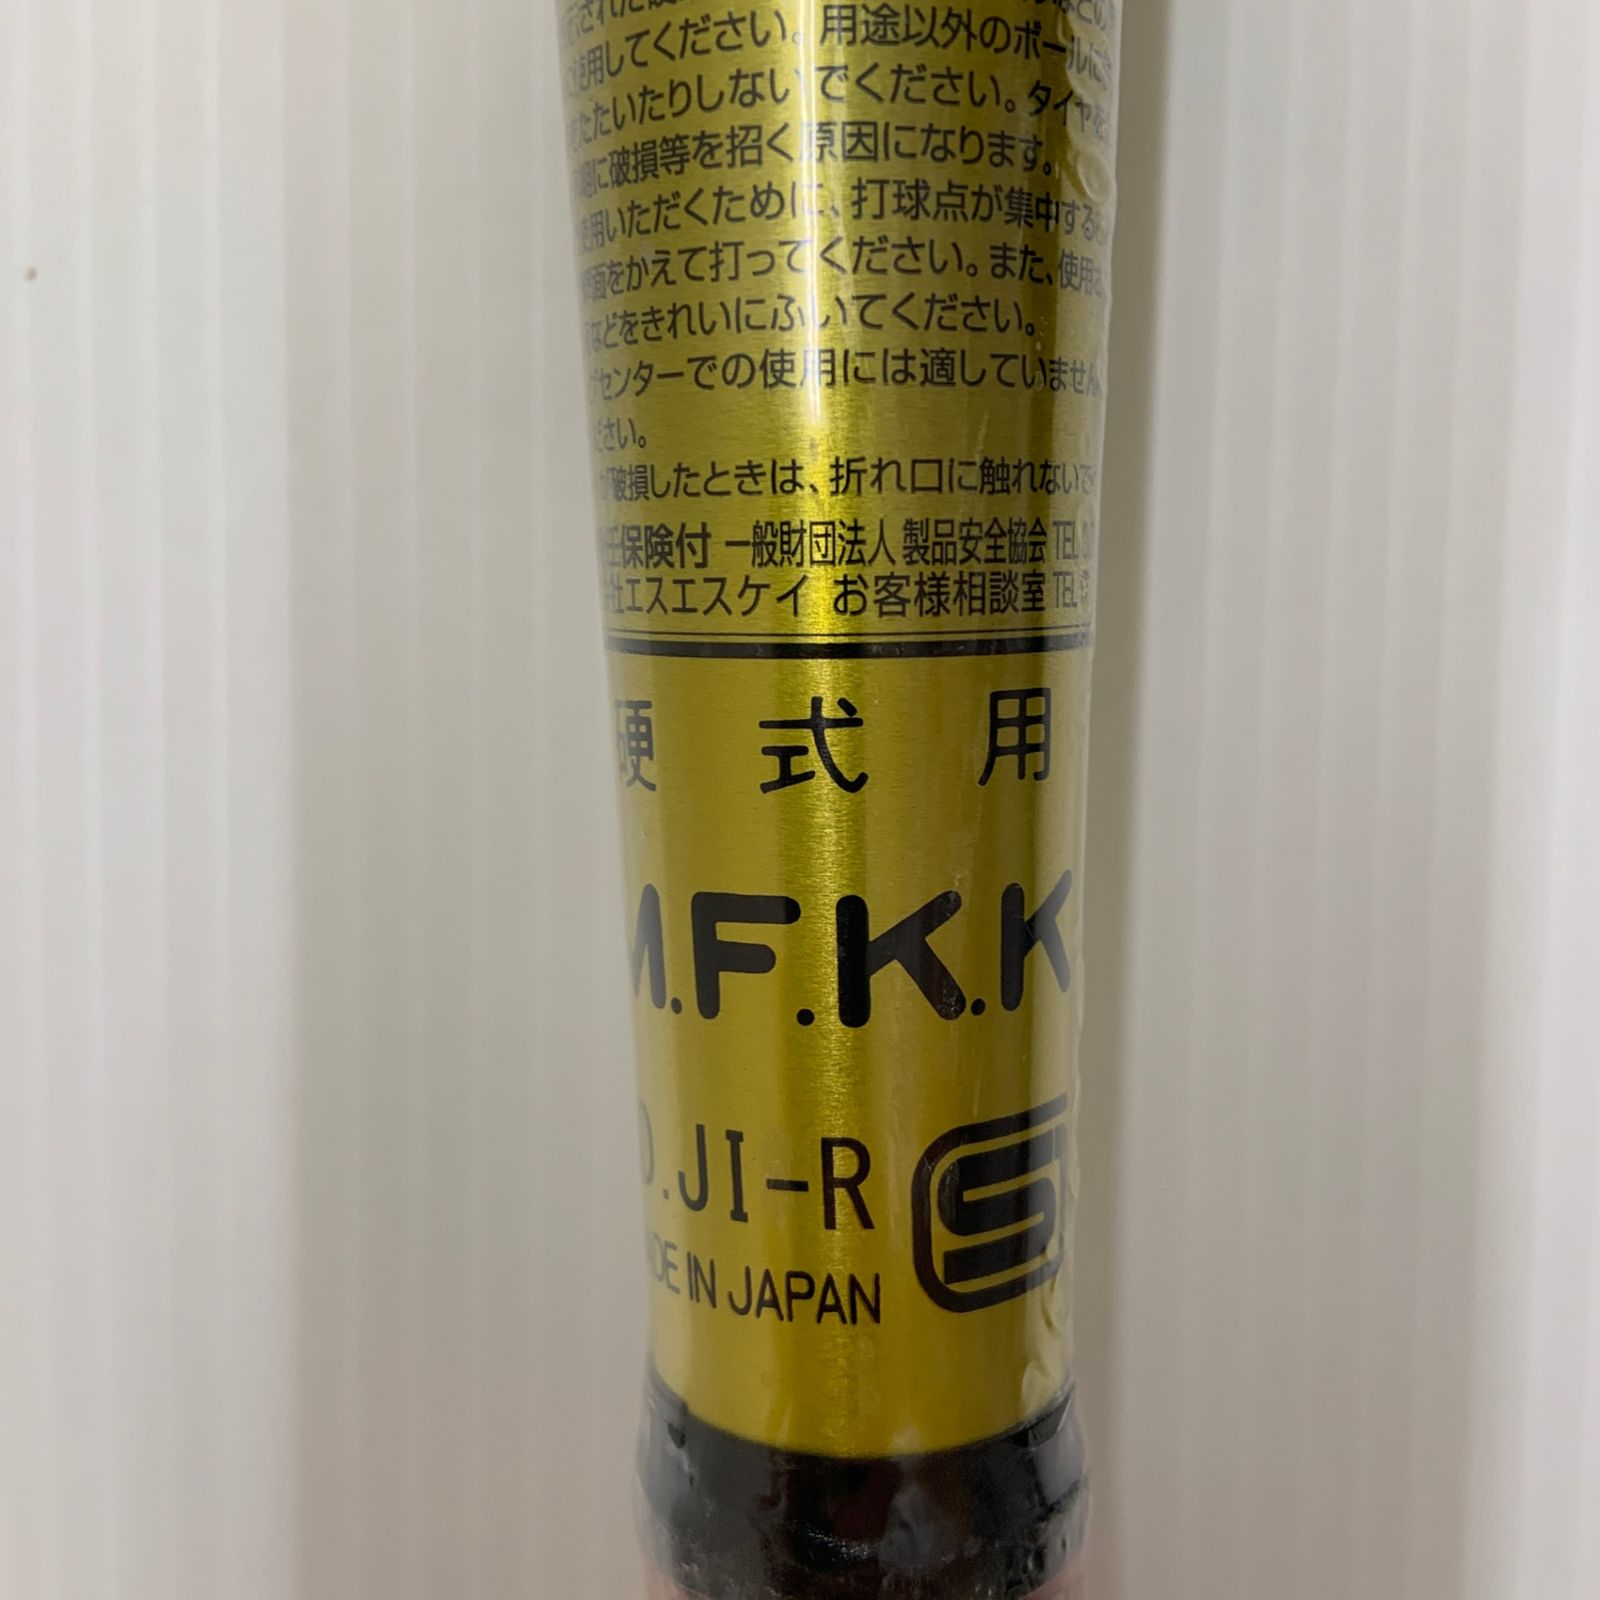 使用してください。用途以外のボールに
たたいたりしないでください。タイヤを
に破損等を招く原因になります。
使用いただくために、打球点が集中する
面をかえて打ってください。また、使用
などをきれいにふいてください。
センターでの使用には適していません
ださい。
が破損したときは、折れ口に触れないで
任保険付 一般財団法人 製品安全協会 TEL
社エスエスケイ お客様相談室 TEL
硬式用
M.F.K.K
D.JI-R
DE IN JAPAN
S